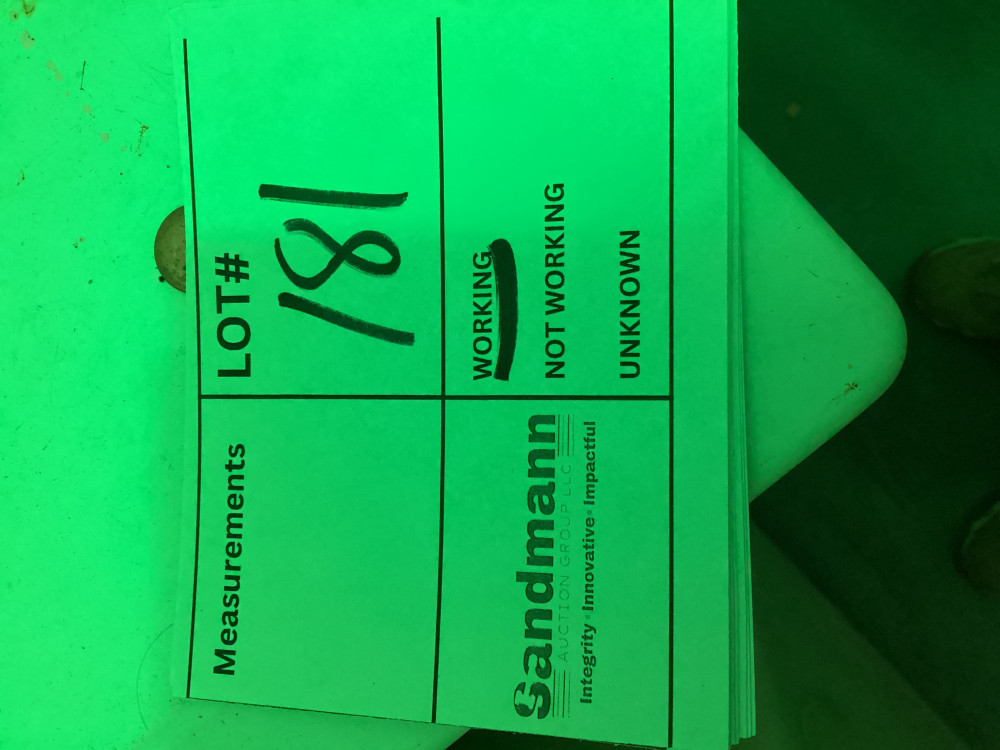 Measurements
LOT#
181
Sandmann
AUCTION GROUP LLC
Integrity • Innovative • Impactful
WORKING
NOT WORKING
UNKNOWN